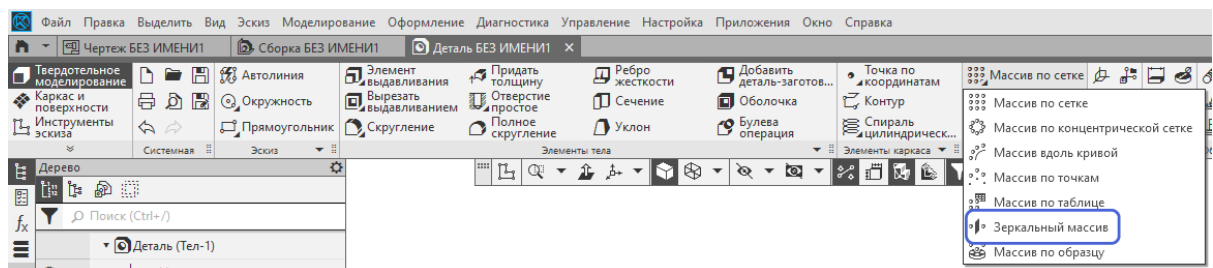 Файл Правка Выделить Вид Эскиз Моделирование Оформление Диагностика Управление Настройка Приложения Окно Справка
Чертеж БЕЗ ИМЕНИ1 Сборка БЕЗ ИМЕНИ1 Деталь БЕЗ ИМЕНИ1
Твердотельное моделирование
Каркас и поверхности
Инструменты эскиза
Системная
Автолиния
Окружность
Прямоугольник
Эскиз
Элемент выдавливания
Вырезать выдавливанием
Скругление
Придать толщину
Отверстие простое
Полное скругление
Ребро жесткости
Сечение
Уклон
Добавить деталь-заготов...
Оболочка
Булева операция
Элементы тела
Точка по координатам
Контур
Спираль цилиндрическ...
Элементы каркаса
Массив по сетке
Массив по сетке
Массив по концентрической сетке
Массив вдоль кривой
Массив по точкам
Массив по таблице
Зеркальный массив
Массив по образцу
Дерево
Поиск (Ctrl+/)
fx
Деталь (Тел-1)